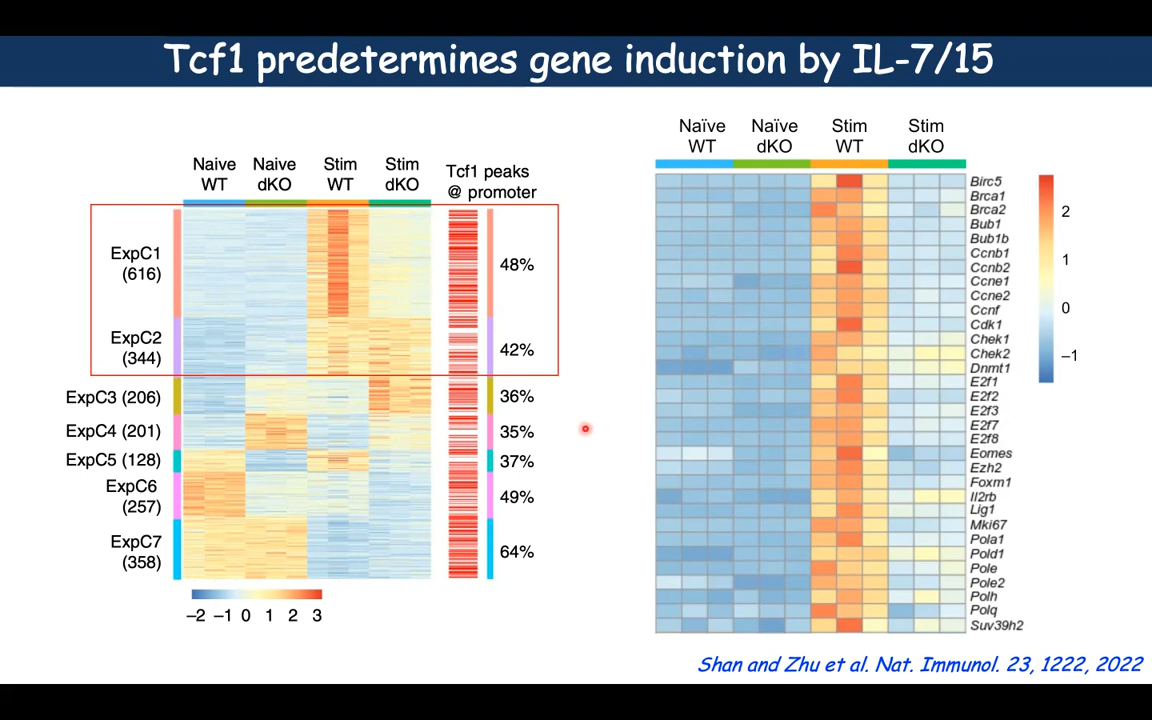 Tcf1 predetermines gene induction by IL-7/15
Naive
WT
Naive
dKO
Stim
WT
Stim
dKO
Tcf1 peaks
@ promoter
ExpC1
(616)
48%
ExpC2
(344)
42%
ExpC3 (206)
36%
ExpC4 (201)
35%
ExpC5 (128)
37%
ExpC6
(257)
49%
ExpC7
(358)
64%
–2 –1 0 1 2 3
Naïve
WT
Naïve
dKO
Stim
WT
Stim
dKO
Birc5
Brca1
Brca2
Bub1
Bub1b
Ccnb1
Ccnb2
Ccne1
Ccne2
Ccnf
Cdk1
Chek1
Chek2
Dnmt1
E2f1
E2f2
E2f3
E2f7
E2f8
Eomes
Ezh2
Foxm1
Il2rb
Lig1
Mki67
Pola1
Pold1
Pole
Pole2
Polh
Polq
Suv39h2
2
1
0
–1
Shan and Zhu et al. Nat. Immunol. 23, 1222, 2022